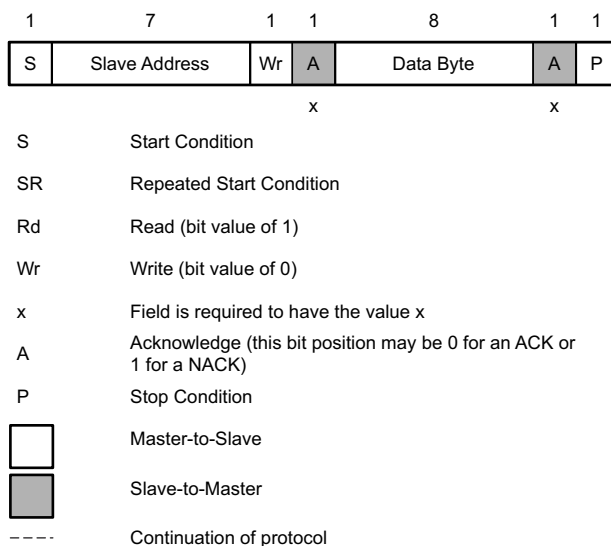 1 7 1 1 8 1 1
S Slave Address Wr A Data Byte A P
x x
S Start Condition
SR Repeated Start Condition
Rd Read (bit value of 1)
Wr Write (bit value of 0)
x Field is required to have the value x
A Acknowledge (this bit position may be 0 for an ACK or
1 for a NACK)
P Stop Condition
Master-to-Slave
Slave-to-Master
Continuation of protocol